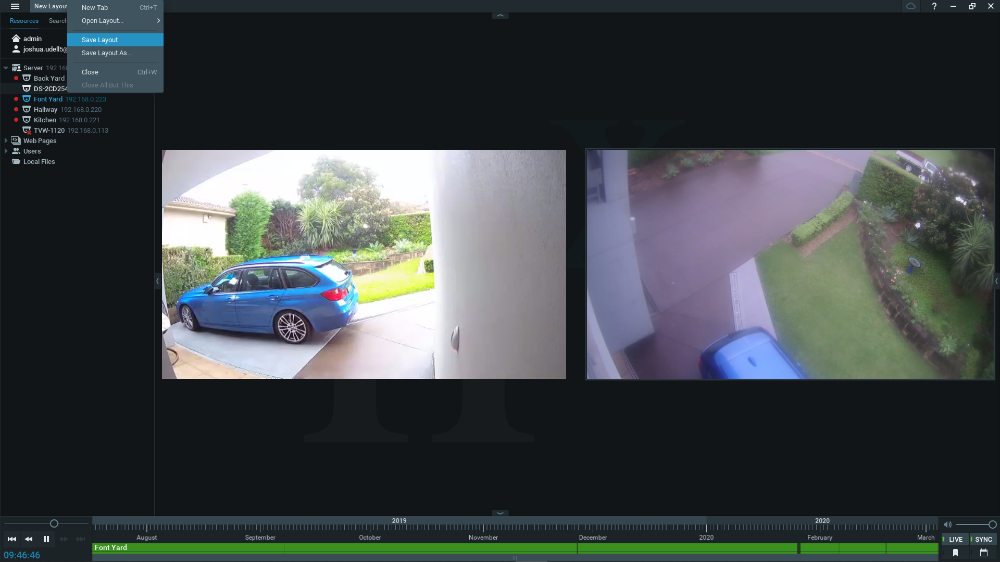 New Layout
New Tab Ctrl+T
Open Layout...
Save Layout
Save Layout As...
Close Ctrl+W
Close All But This
?
Resources
Search
admin
joshua.udell5@
Server 192.168
Back Yard
DS-2CD254
Font Yard 192.168.0.223
Hallway 192.168.0.220
Kitchen 192.168.0.221
TVW-1120 192.168.0.113
Web Pages
Users
Local Files
2019 2020
August September October November December 2020 February March
Font Yard
09:46:46
LIVE SYNC